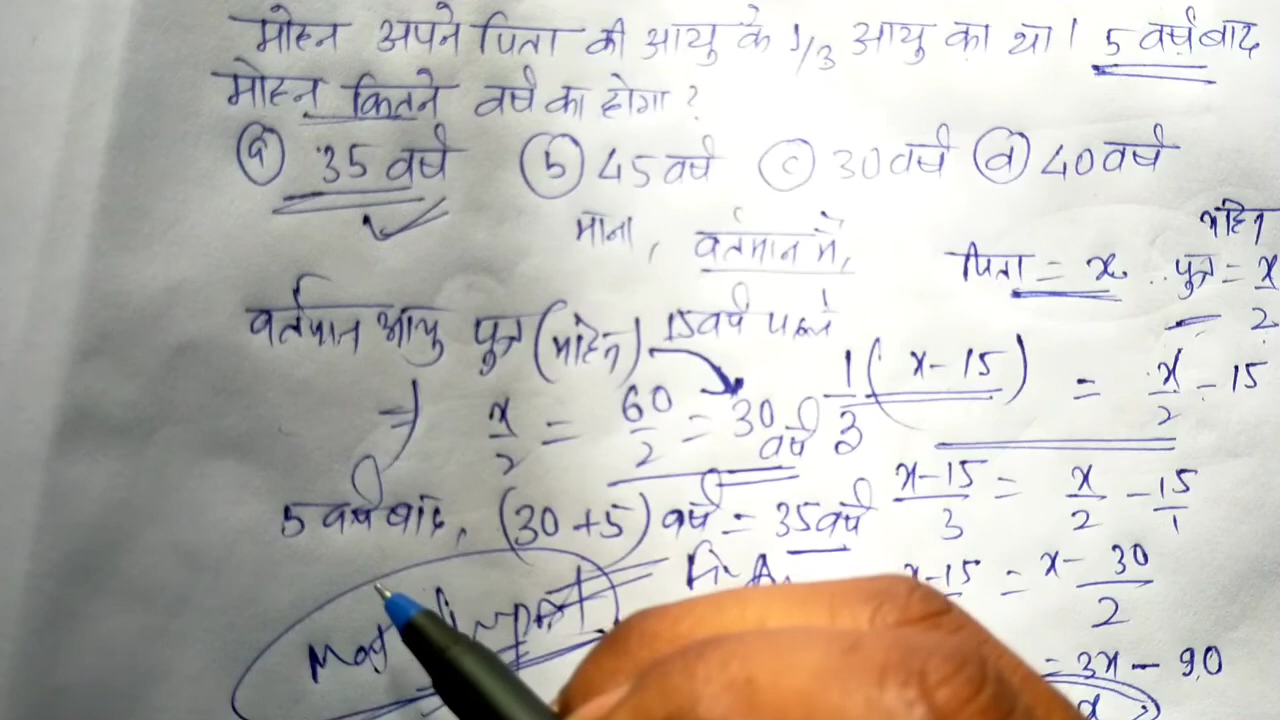 मोहन अपने पिता की आयु के 1/3 आयु का था। 5 वर्ष बाद
मोहन कितने वर्ष का होगा?
(a) 35 वर्ष (b) 45 वर्ष (c) 30 वर्ष (d) 40 वर्ष
माना, वर्तमान में,
मोहन
पिता = x पुत्र = x/2
वर्तमान आयु पुत्र (मोहन) 15 वर्ष पहले
1/3 (x-15) = x/2 - 15
⇒ x/2 = 60/2 = 30 वर्ष
x-15/3 = x/2 - 15/1
5 वर्ष बाद, (30+5) वर्ष = 35 वर्ष
x-15 = x-30/2
= 3x - 90